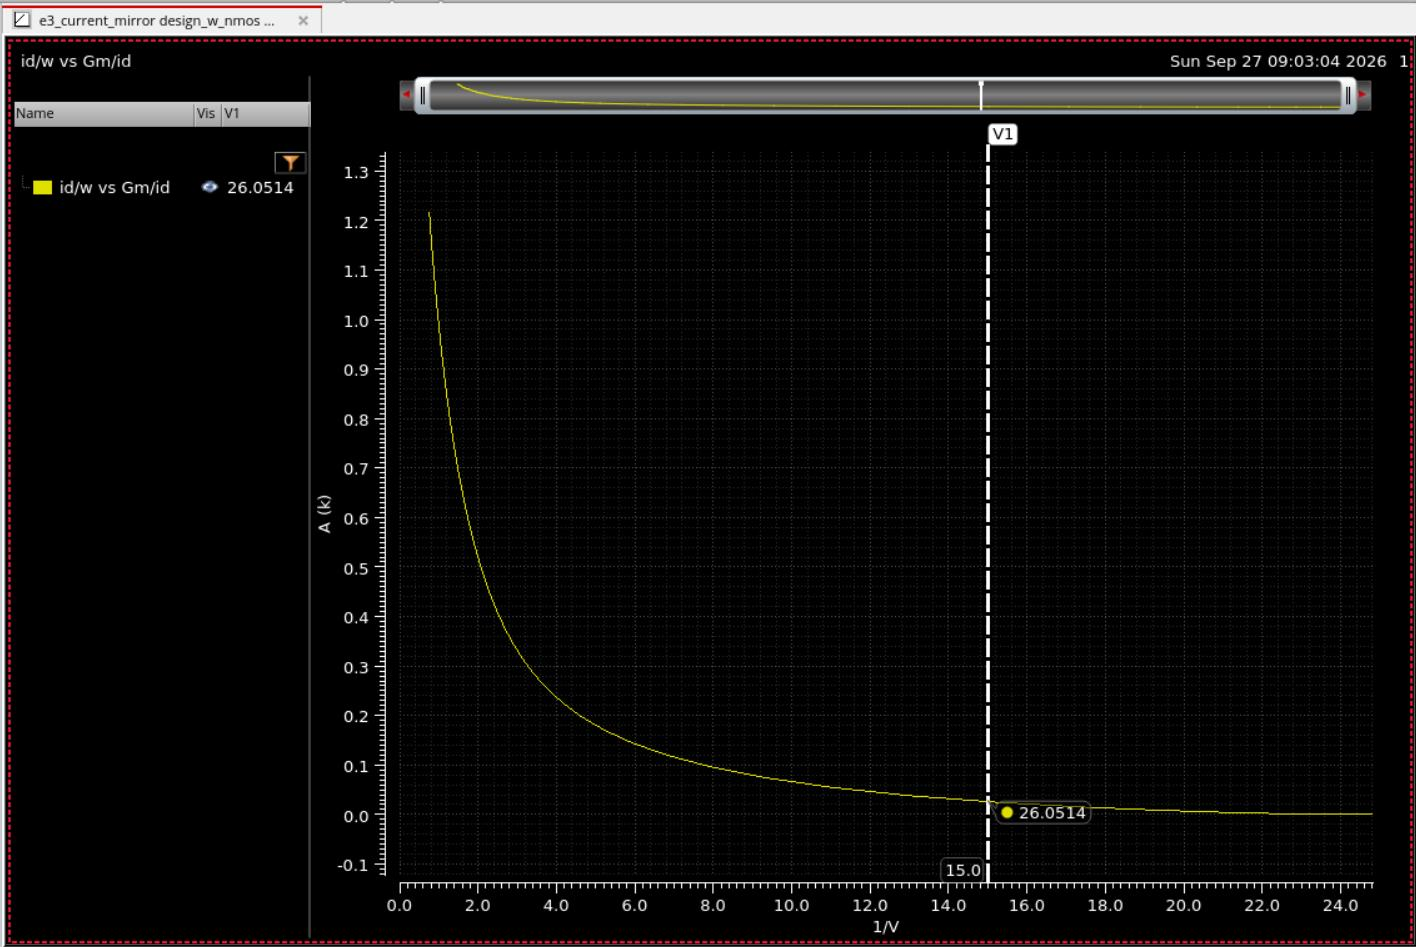 e3_current_mirror design_w_nmos ...
id/w vs Gm/id
Sun Sep 27 09:03:04 2026 1
Name Vis V1
id/w vs Gm/id 26.0514
V1
1.3
1.2
1.1
1.0
0.9
0.8
0.7
0.6
0.5
0.4
0.3
0.2
0.1
0.0
-0.1
A (k)
26.0514
15.0
0.0 2.0 4.0 6.0 8.0 10.0 12.0 14.0 16.0 18.0 20.0 22.0 24.0
1/V